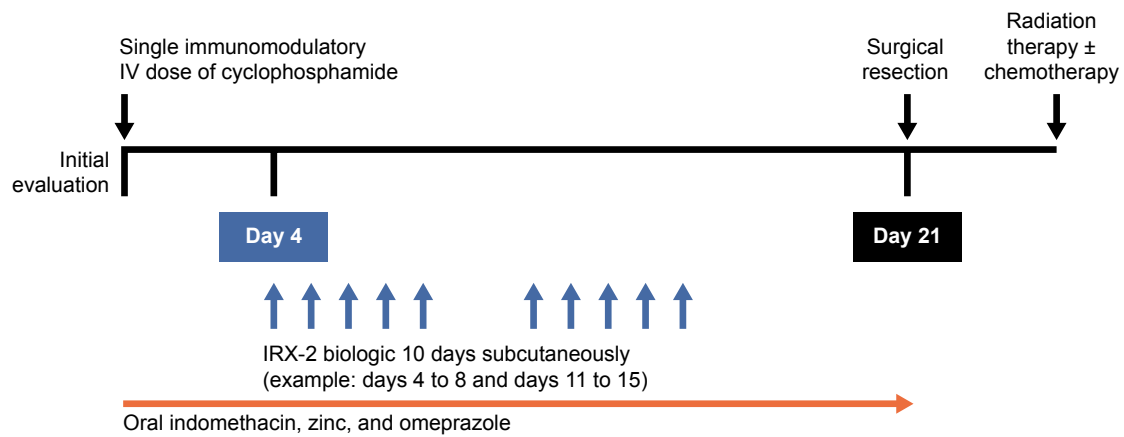 Single immunomodulatory
IV dose of cyclophosphamide
Surgical
resection
Radiation
therapy ±
chemotherapy
Initial
evaluation
Day 4
Day 21
IRX-2 biologic 10 days subcutaneously
(example: days 4 to 8 and days 11 to 15)
Oral indomethacin, zinc, and omeprazole